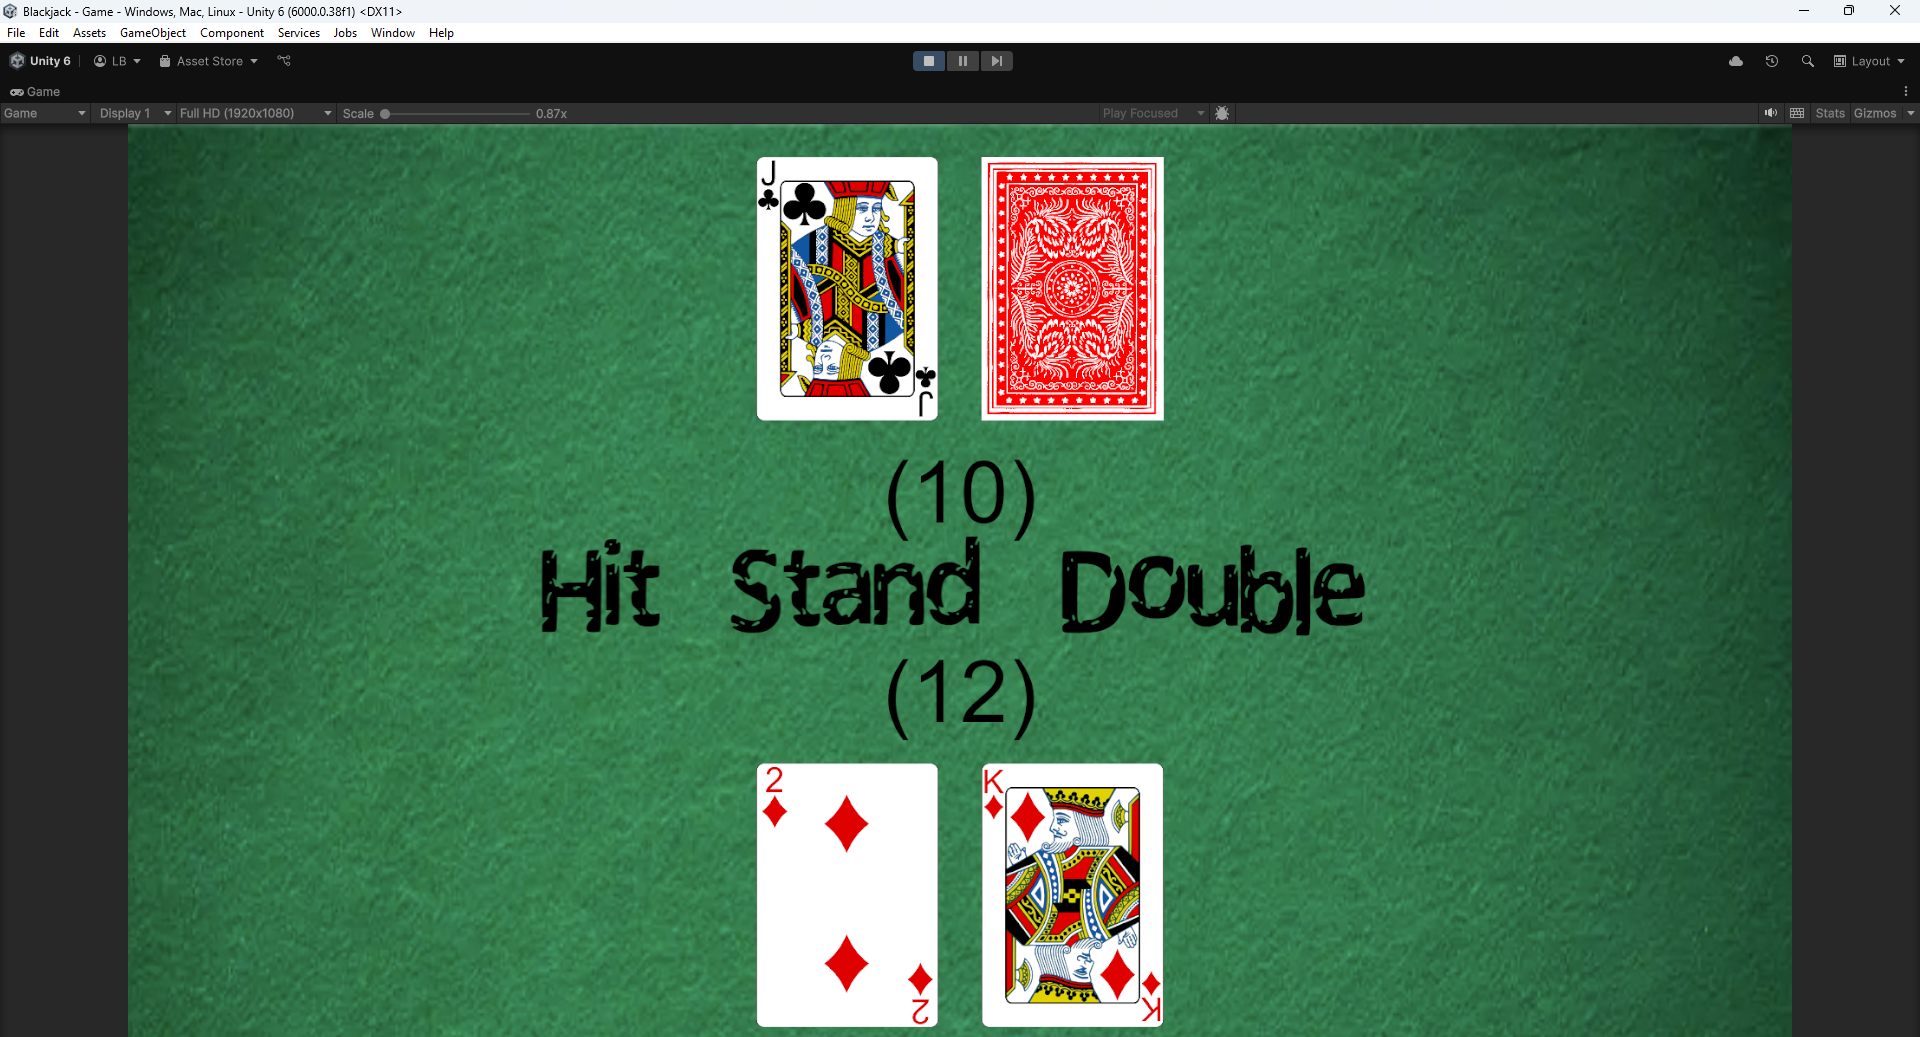 Blackjack - Game - Windows, Mac, Linux - Unity 6 (6000.0.38f1) <DX11>
File Edit Assets GameObject Component Services Jobs Window Help
Unity 6 LB Asset Store Layout
Game
Game Display 1 Full HD (1920x1080) Scale 0.87x Play Focused Stats Gizmos
J
J
(10)
Hit Stand Double
(12)
2 K
2 K